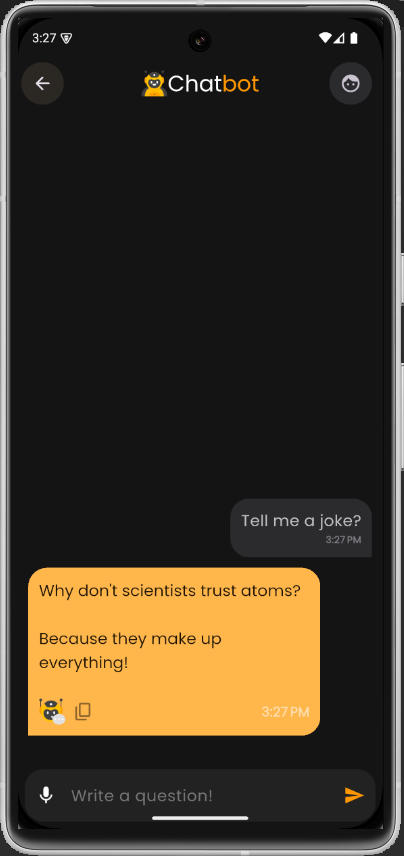 3:27
Chatbot
Tell me a joke?
3:27 PM
Why don't scientists trust atoms?
Because they make up
everything!
3:27 PM
Write a question!